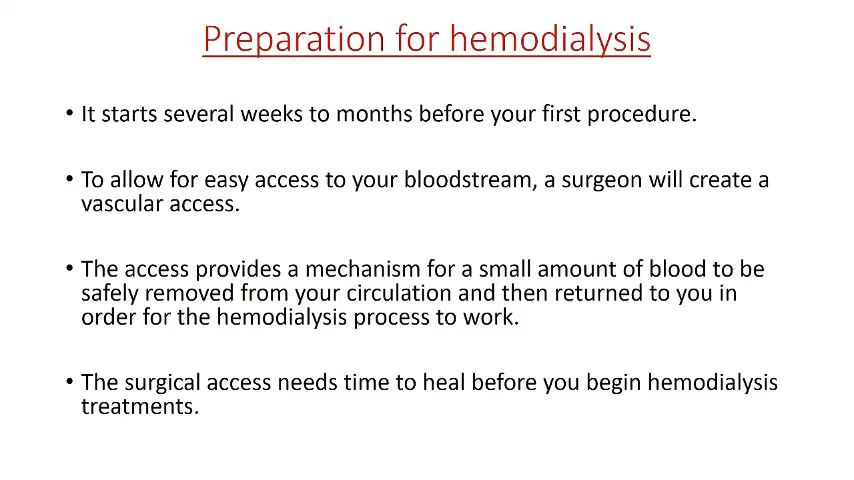 Preparation for hemodialysis
• It starts several weeks to months before your first procedure.
• To allow for easy access to your bloodstream, a surgeon will create a
vascular access.
• The access provides a mechanism for a small amount of blood to be
safely removed from your circulation and then returned to you in
order for the hemodialysis process to work.
• The surgical access needs time to heal before you begin hemodialysis
treatments.